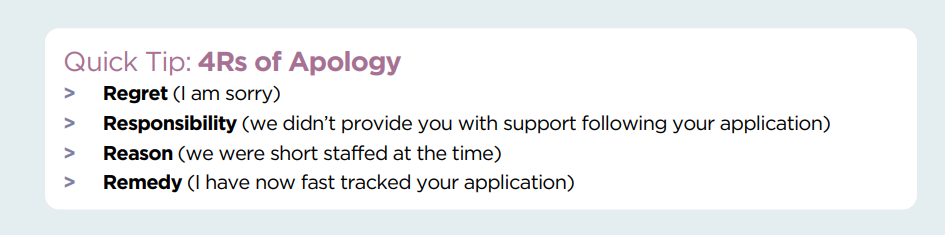 Quick Tip: 4Rs of Apology
> Regret (I am sorry)
> Responsibility (we didn’t provide you with support following your application)
> Reason (we were short staffed at the time)
> Remedy (I have now fast tracked your application)